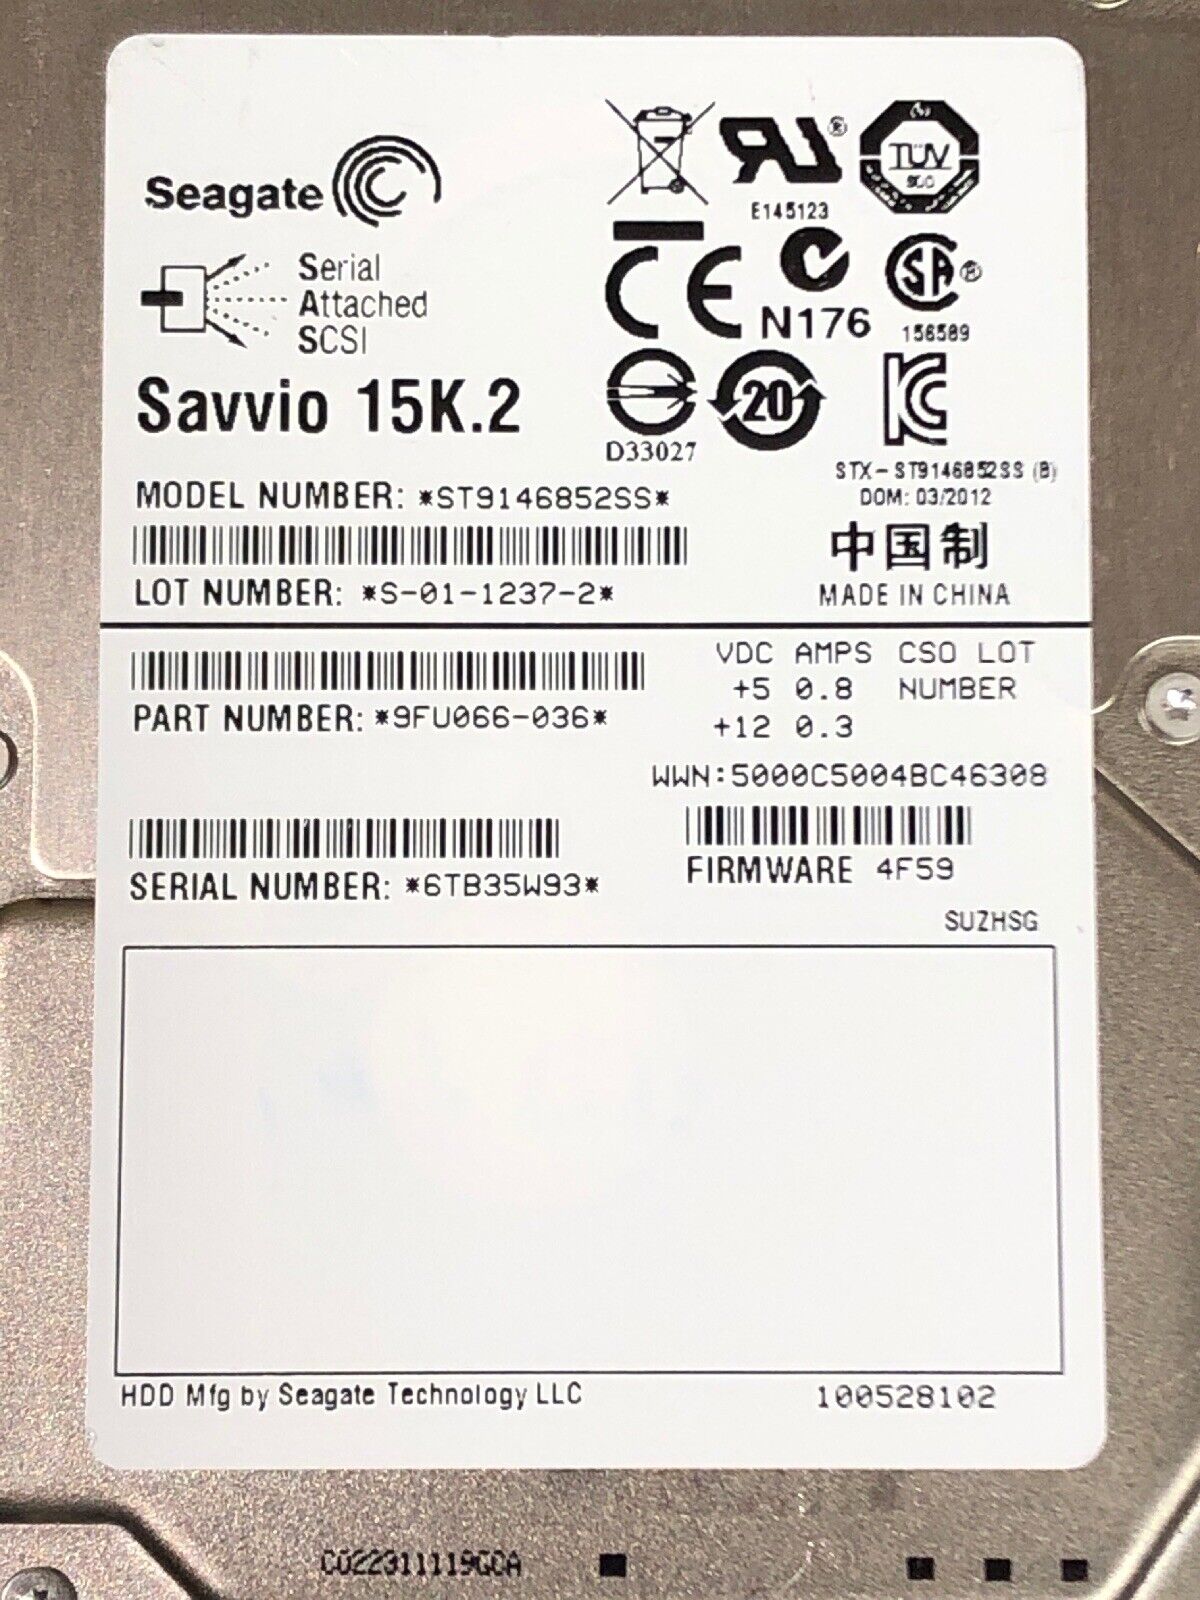 Seagate
Serial
Attached
SCSI
Savvio 15K.2
E145123
TÜV
N176
SA
156589
D33027
20
STX-ST9146852SS (B)
DOM: 03/2012
中国制
MADE IN CHINA
MODEL NUMBER: *ST9146852SS*
LOT NUMBER: *S-01-1237-2*
PART NUMBER: *9FU066-036*
VDC AMPS CSO LOT
+5 0.8 NUMBER
+12 0.3
WWN:5000C5004BC46308
SERIAL NUMBER: *6TB35W93*
FIRMWARE 4F59
SUZHSG
HDD Mfg by Seagate Technology LLC
100528102